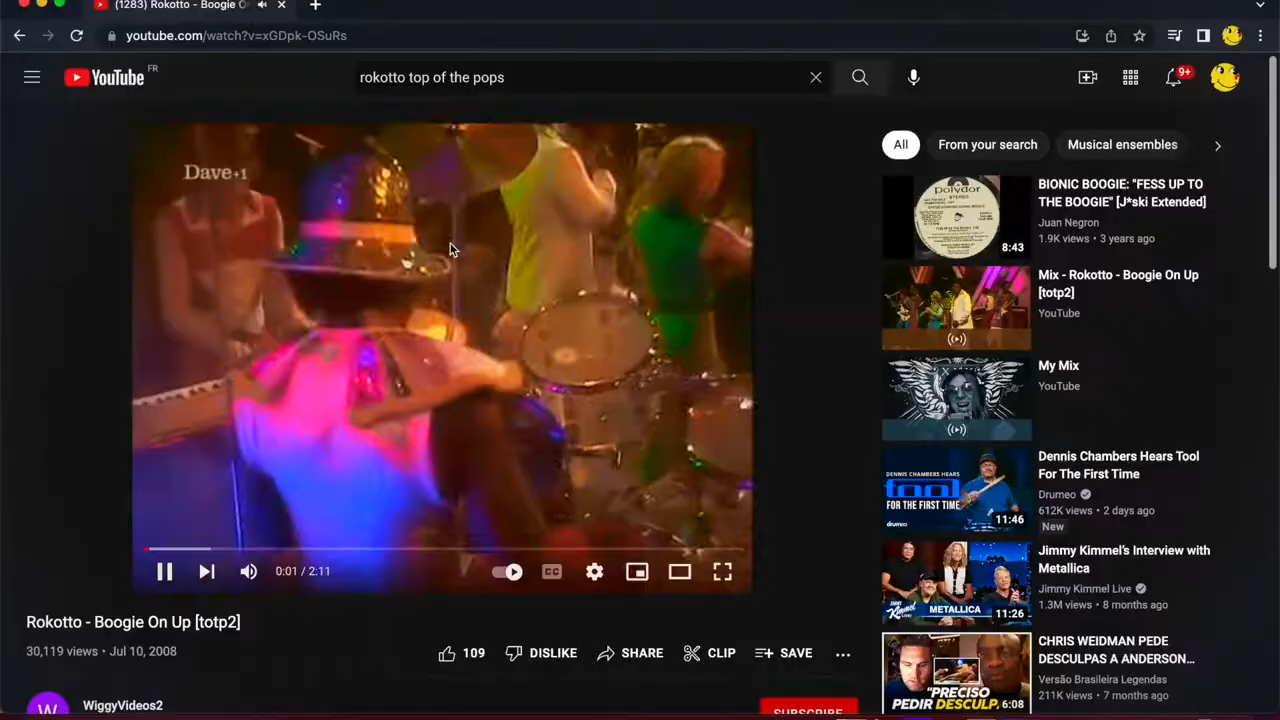 (1283) Rokotto - Boogie O
youtube.com/watch?v=xGDpk-OSuRs
YouTube FR
rokotto top of the pops
9+
Dave+1
0:01 / 2:11
CC
Rokotto - Boogie On Up [totp2]
30,119 views • Jul 10, 2008
109
DISLIKE
SHARE
CLIP
SAVE
W
WiggyVideos2
SUBSCRIBE
All
From your search
Musical ensembles
polydor
8:43
BIONIC BOOGIE: "FESS UP TO
THE BOOGIE" [J*ski Extended]
Juan Negron
1.9K views • 3 years ago
Mix - Rokotto - Boogie On Up
[totp2]
YouTube
My Mix
YouTube
DENNIS CHAMBERS HEARS
tool
FOR THE FIRST TIME
drumeo
11:46
Dennis Chambers Hears Tool
For The First Time
Drumeo
612K views • 2 days ago
New
METALLICA
11:26
Jimmy Kimmel's Interview with
Metallica
Jimmy Kimmel Live
1.3M views • 8 months ago
"PRECISO
PEDIR DESCULP
6:08
CHRIS WEIDMAN PEDE
DESCULPAS A ANDERSON...
Versão Brasileira Legendas
211K views • 7 months ago